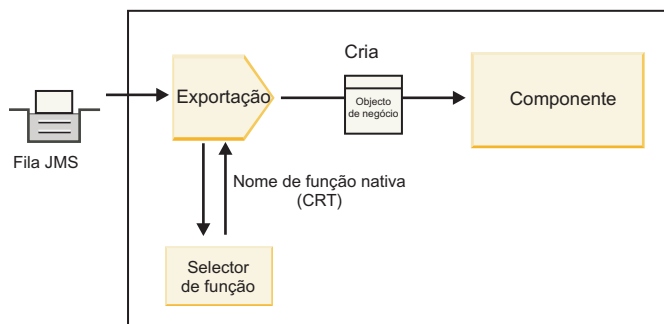 Cria
Exportação
Objecto
de negócio
Componente
Fila JMS
Nome de função nativa
(CRT)
Selector
de função